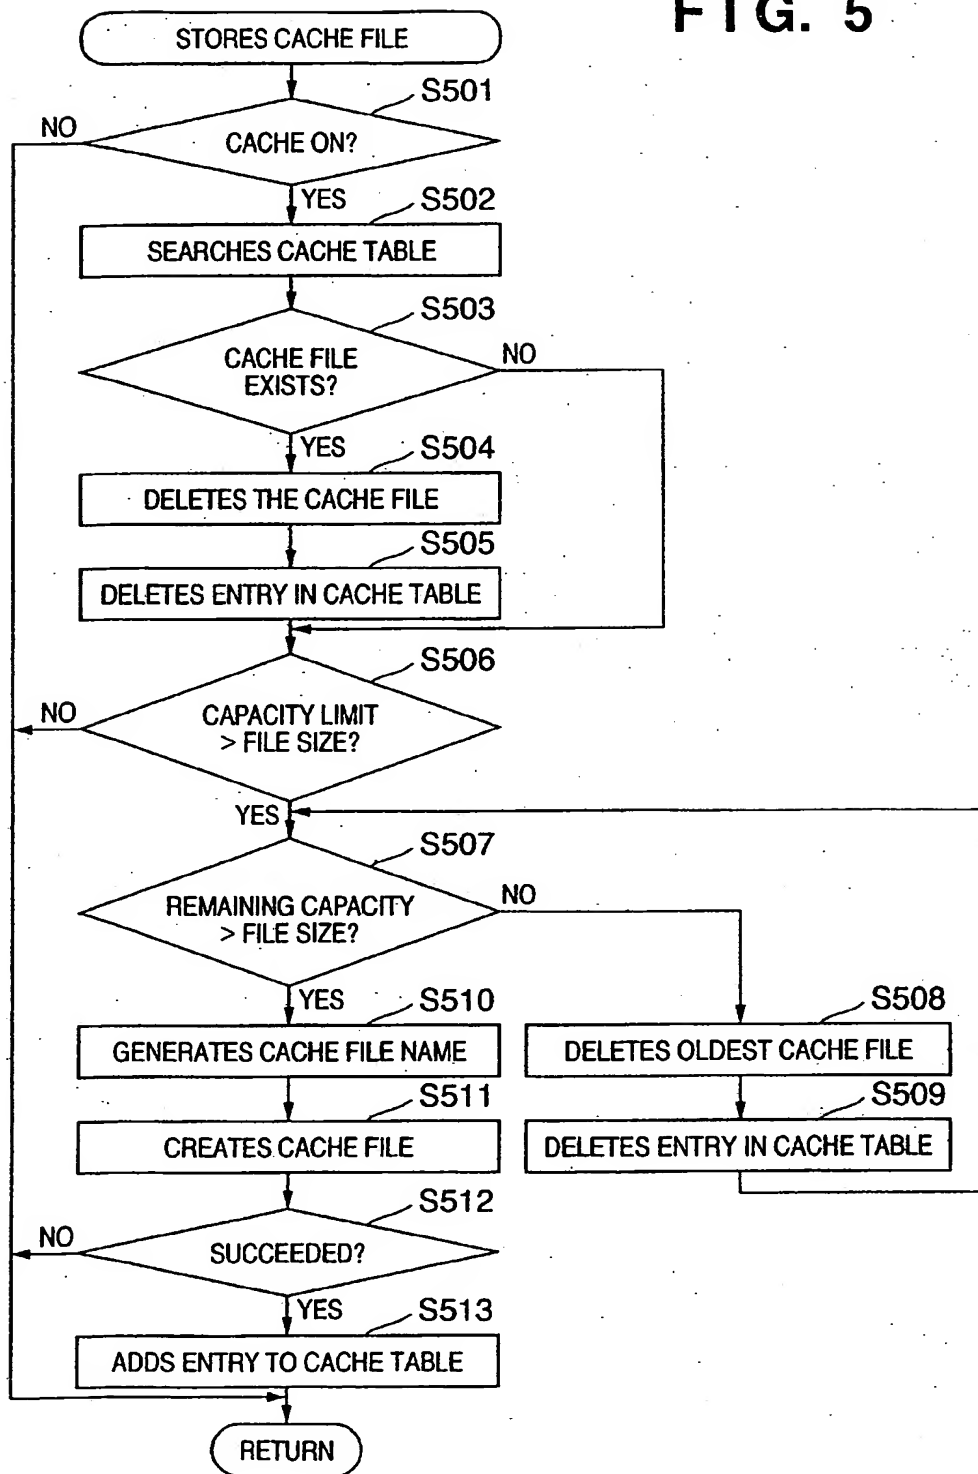 FIG. 5
STORES CACHE FILE
S501
NO
CACHE ON?
YES
S502
SEARCHES CACHE TABLE
S503
CACHE FILE
EXISTS?
NO
YES
S504
DELETES THE CACHE FILE
S505
DELETES ENTRY IN CACHE TABLE
S506
NO
CAPACITY LIMIT
> FILE SIZE?
YES
S507
REMAINING CAPACITY
> FILE SIZE?
NO
YES
S510
GENERATES CACHE FILE NAME
S508
DELETES OLDEST CACHE FILE
S511
CREATES CACHE FILE
S509
DELETES ENTRY IN CACHE TABLE
S512
NO
SUCCEEDED?
YES
S513
ADDS ENTRY TO CACHE TABLE
RETURN